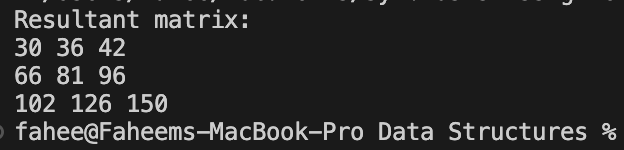 Resultant matrix:
30 36 42
66 81 96
102 126 150
fahee@Faheems-MacBook-Pro Data Structures %